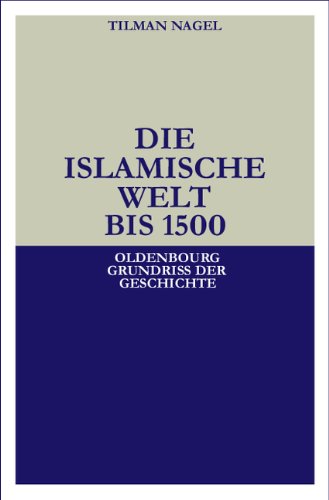 TILMAN NAGEL
DIE
ISLAMISCHE
WELT
BIS 1500
OLDENBOURG
GRUNDRISS DER
GESCHICHTE